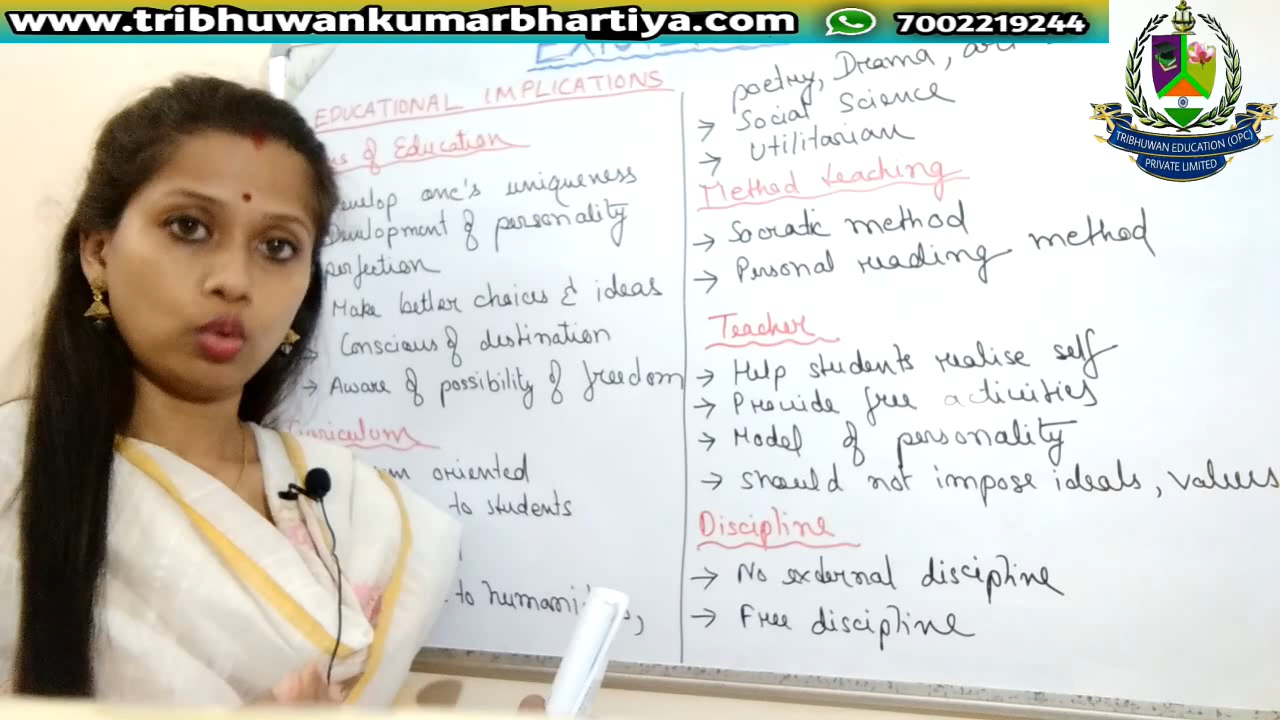 www.tribhuwankumarbhartiya.com
7002219244
TRIBHUWAN EDUCATION (OPC)
PRIVATE LIMITED
EDUCATIONAL IMPLICATIONS
of Education
one's uniqueness
Development of personality
Make better choices & ideas
→ Conscious of destination
→ Aware of possibility of freedom
Curriculum
oriented
to students
to humanities,
poetry, Drama, art
→ Social Science
→ Utilitarian
Method teaching
→ Socratic method
→ Personal reading method
Teacher
→ Help students realise self
→ Provide free activities
→ Model of personality
→ Should not impose ideals, values
Discipline
→ No external discipline
→ Free discipline